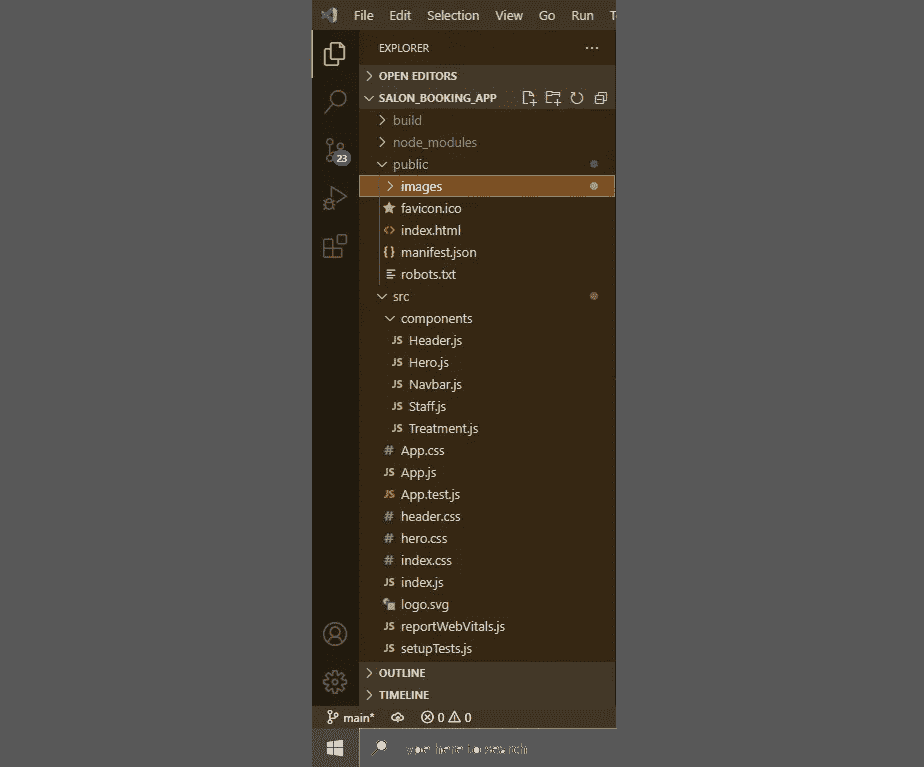 File Edit Selection View Go Run
EXPLORER
OPEN EDITORS
SALON_BOOKING_APP
build
node_modules
23
public
images
favicon.ico
index.html
manifest.json
robots.txt
src
components
JS Header.js
JS Hero.js
JS Navbar.js
JS Staff.js
JS Treatment.js
# App.css
JS App.js
JS App.test.js
# header.css
# hero.css
# index.css
JS index.js
logo.svg
JS reportWebVitals.js
JS setupTests.js
OUTLINE
TIMELINE
main* 0 0
here to search